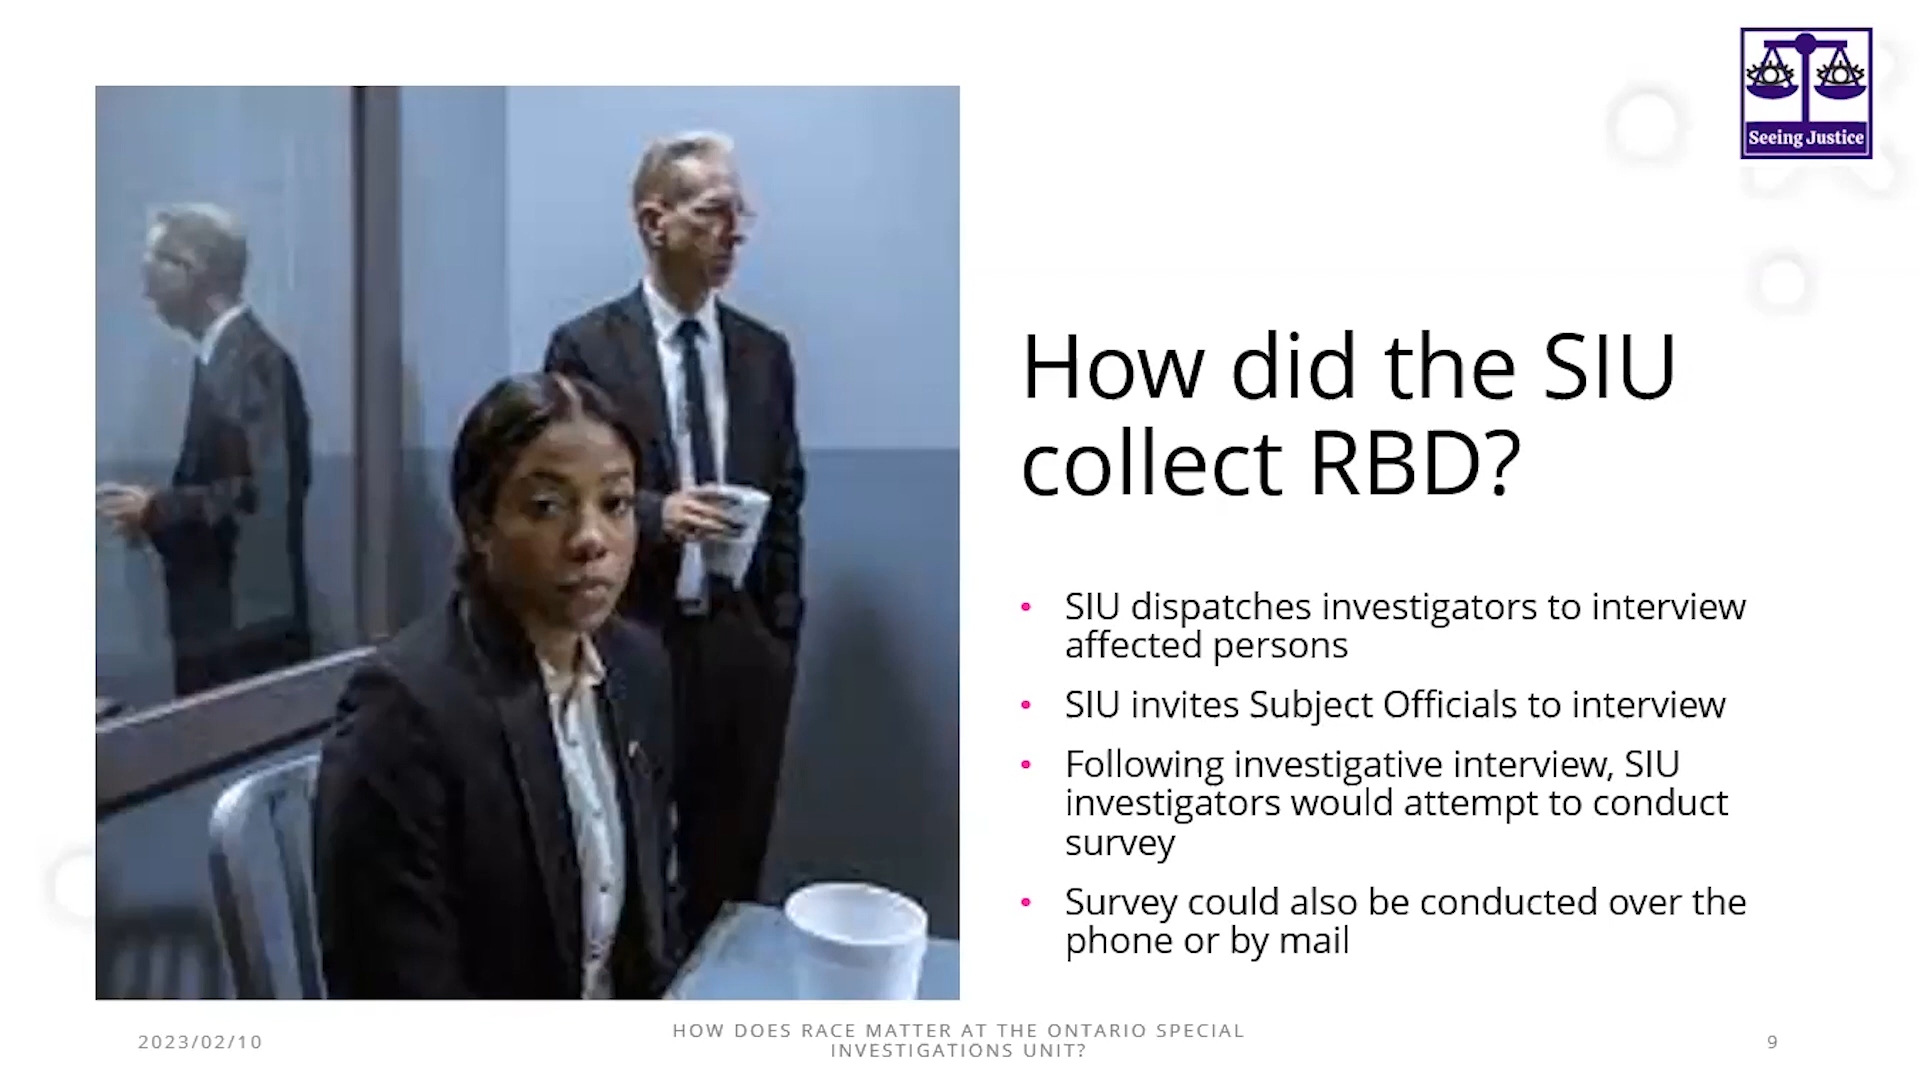 Seeing Justice
How did the SIU
collect RBD?
• SIU dispatches investigators to interview
affected persons
• SIU invites Subject Officials to interview
• Following investigative interview, SIU
investigators would attempt to conduct
survey
• Survey could also be conducted over the
phone or by mail
2023/02/10
HOW DOES RACE MATTER AT THE ONTARIO SPECIAL
INVESTIGATIONS UNIT?
9